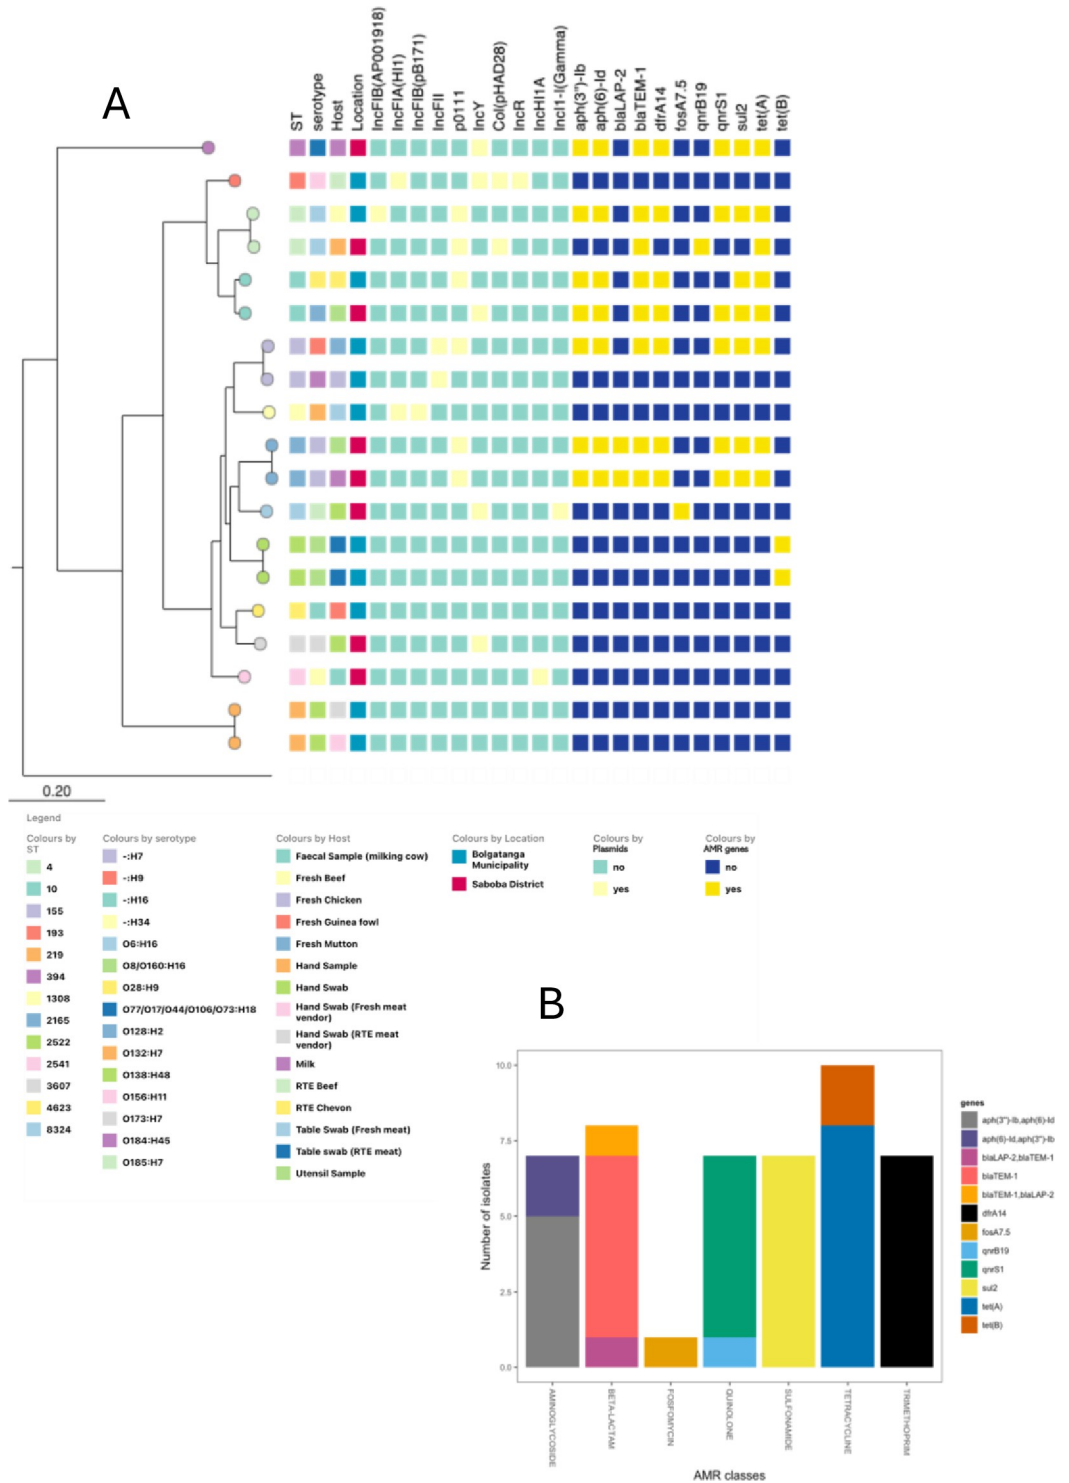 A
ST
serotype
Host
Location
IncFIB(AP001918)
IncFIA(HI1)
IncFIB(pB171)
IncFII
p0111
IncY
Col(pHAD28)
IncR
IncHI1A
IncI1-I(Gamma)
aph(3'')-Ib
aph(6)-Id
blaLAP-2
blaTEM-1
dfrA14
fosA7.5
qnrB19
qnrS1
sul2
tet(A)
tet(B)
0.20
Legend
Colours by ST
4
10
155
193
219
394
1308
2165
2522
2541
3607
4623
8324
Colours by serotype
-:H7
-:H9
-:H16
-:H34
O6:H16
O8/O160:H16
O28:H9
O77/O17/O44/O106/O73:H18
O128:H2
O132:H7
O138:H48
O156:H11
O173:H7
O184:H45
O185:H7
Colours by Host
Faecal Sample (milking cow)
Fresh Beef
Fresh Chicken
Fresh Guinea fowl
Fresh Mutton
Hand Sample
Hand Swab
Hand Swab (Fresh meat
vendor)
Hand Swab (RTE meat
vendor)
Milk
RTE Beef
RTE Chevon
Table Swab (Fresh meat)
Table swab (RTE meat)
Utensil Sample
Colours by Location
Bolgatanga
Municipality
Saboba District
Colours by
Plasmids
no
yes
Colours by
AMR genes
no
yes
B
Number of isolates
10.0
7.5
5.0
2.5
0.0
AMINOGLYCOSIDE
BETA-LACTAM
FOSFOMYCIN
QUINOLONE
SULFONAMIDE
TETRACYCLINE
TRIMETHOPRIM
AMR classes
genes
aph(3'')-Ib,aph(6)-Id
aph(6)-Id,aph(3'')-Ib
blaLAP-2,blaTEM-1
blaTEM-1
blaTEM-1,blaLAP-2
dfrA14
fosA7.5
qnrB19
qnrS1
sul2
tet(A)
tet(B)